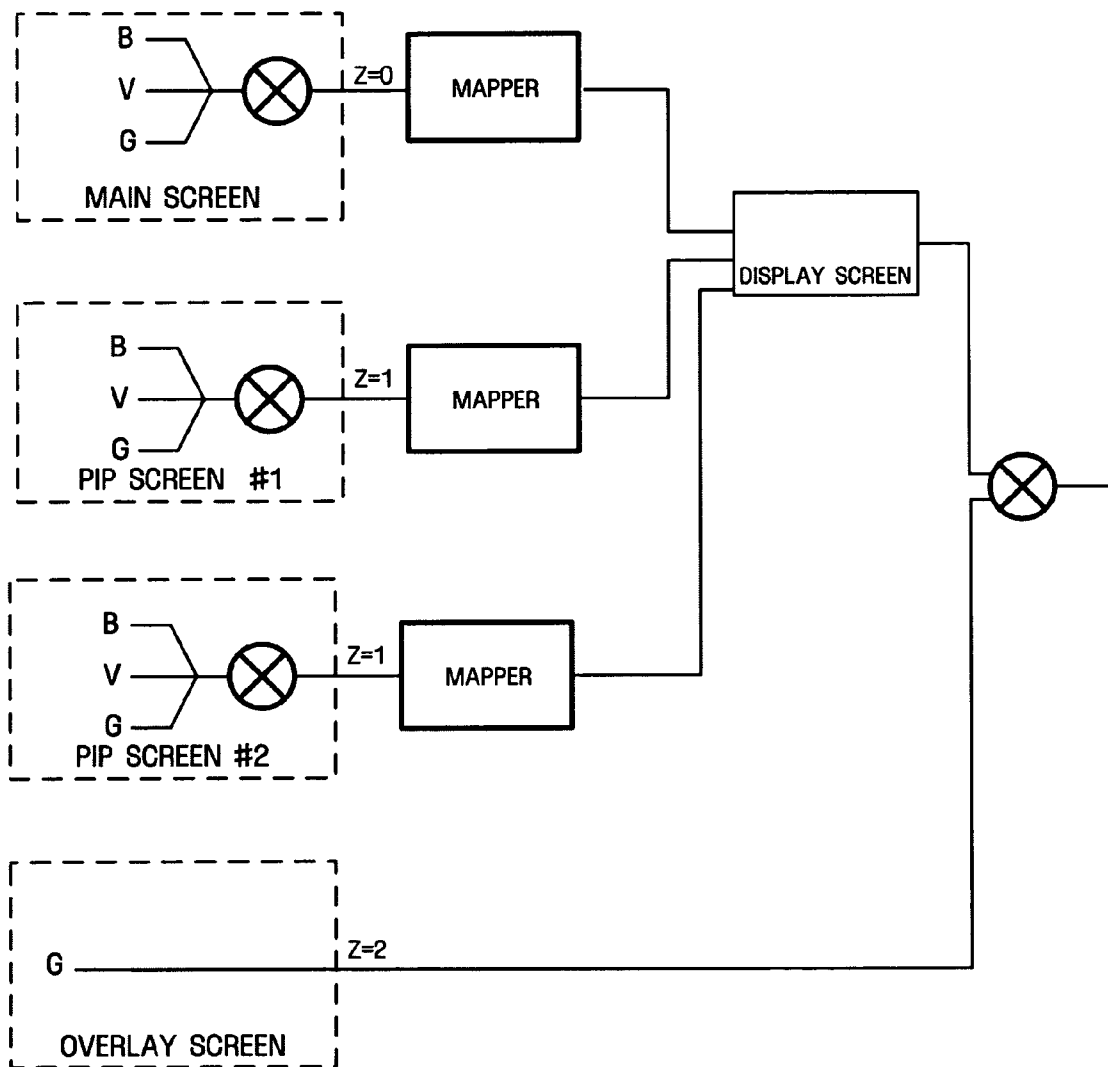 B
V
G
Z=0
MAPPER
MAIN SCREEN
DISPLAY SCREEN
B
V
G
Z=1
MAPPER
PIP SCREEN #1
B
V
G
Z=1
MAPPER
PIP SCREEN #2
G
Z=2
OVERLAY SCREEN